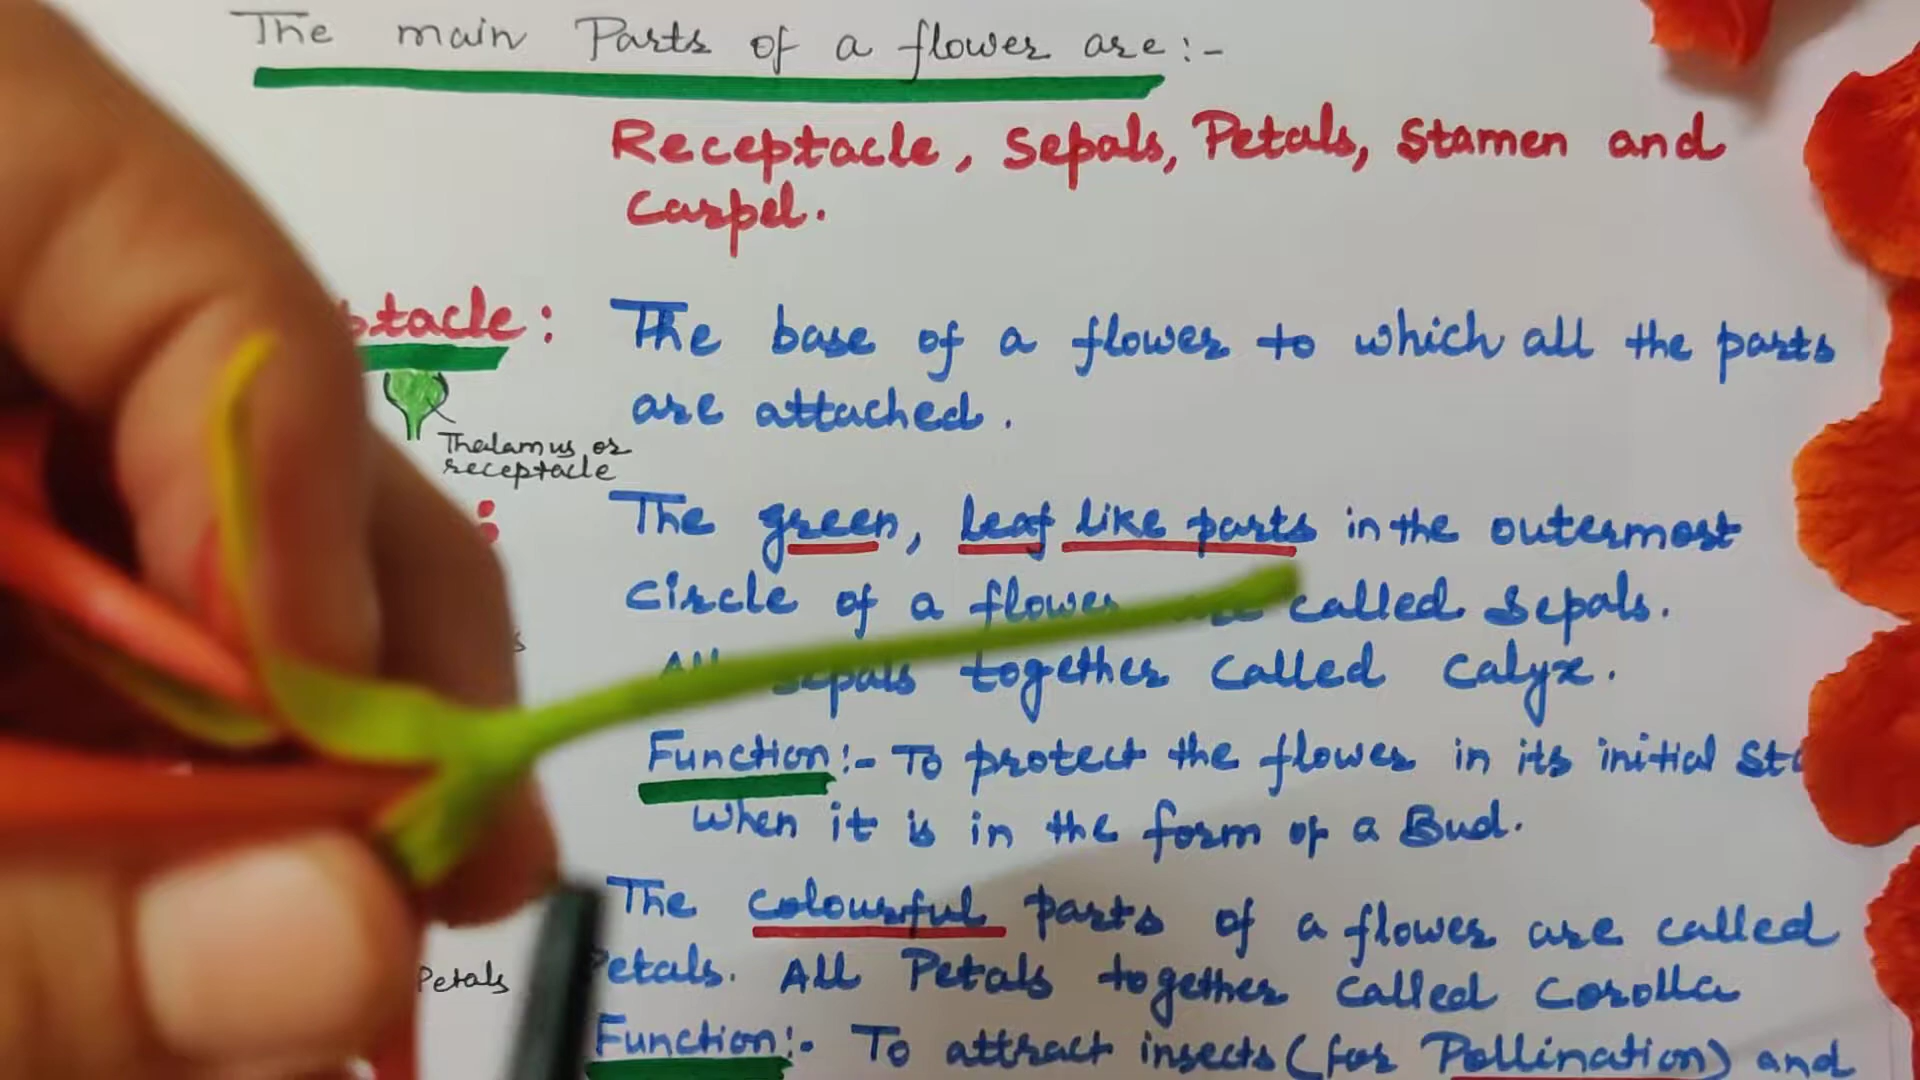 The main Parts of a flower are:-
Receptacle, Sepals, Petals, Stamen and
Carpel.
ptacle: The base of a flower to which all the parts
are attached.
Thalamus or
receptacle
: The green, leaf like parts in the outermost
circle of a flower are called Sepals.
All Sepals together called Calyx.
Function:- To protect the flower in its initial
When it is in the form of a Bud.
The colourful parts of a flower are called
Petals. All Petals together called Corolla
Petals
Function:- To attract insects (for Pollination) and